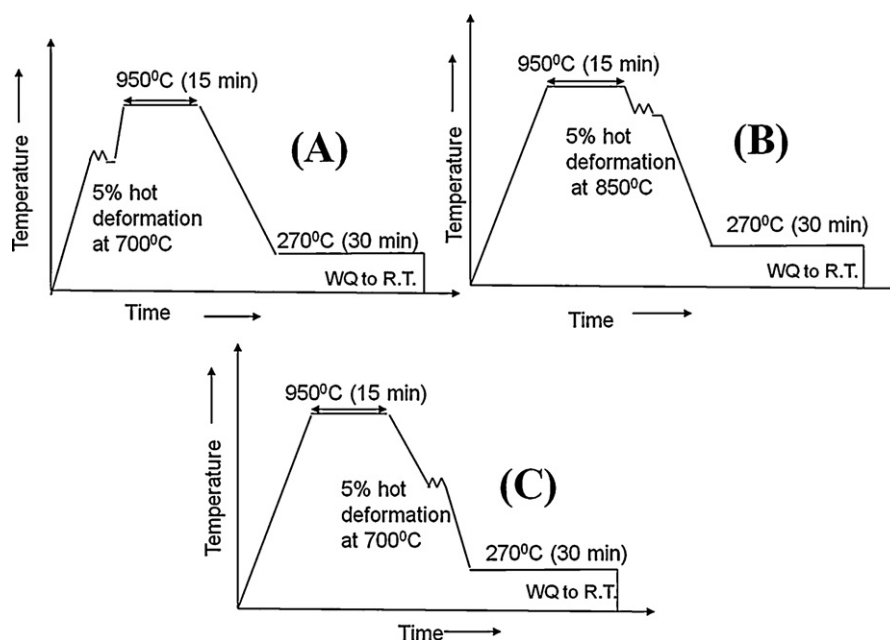 950⁰C (15 min)
(A)
5% hot
deformation
at 700⁰C
270⁰C (30 min)
WQ to R.T.
Temperature
Time
950⁰C (15 min)
(B)
5% hot
deformation
at 850⁰C
270⁰C (30 min)
WQ to R.T.
Temperature
Time
950⁰C (15 min)
(C)
5% hot
deformation
at 700⁰C
270⁰C (30 min)
WQ to R.T.
Temperature
Time